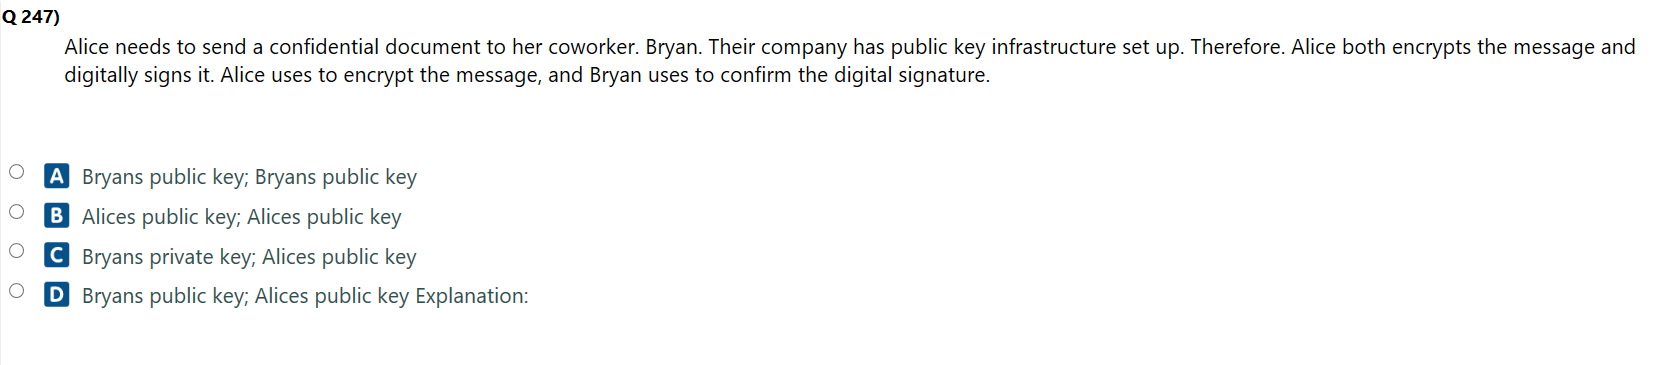 Q 247)
Alice needs to send a confidential document to her coworker. Bryan. Their company has public key infrastructure set up. Therefore. Alice both encrypts the message and
digitally signs it. Alice uses to encrypt the message, and Bryan uses to confirm the digital signature.
A Bryans public key; Bryans public key
B Alices public key; Alices public key
C Bryans private key; Alices public key
D Bryans public key; Alices public key Explanation: